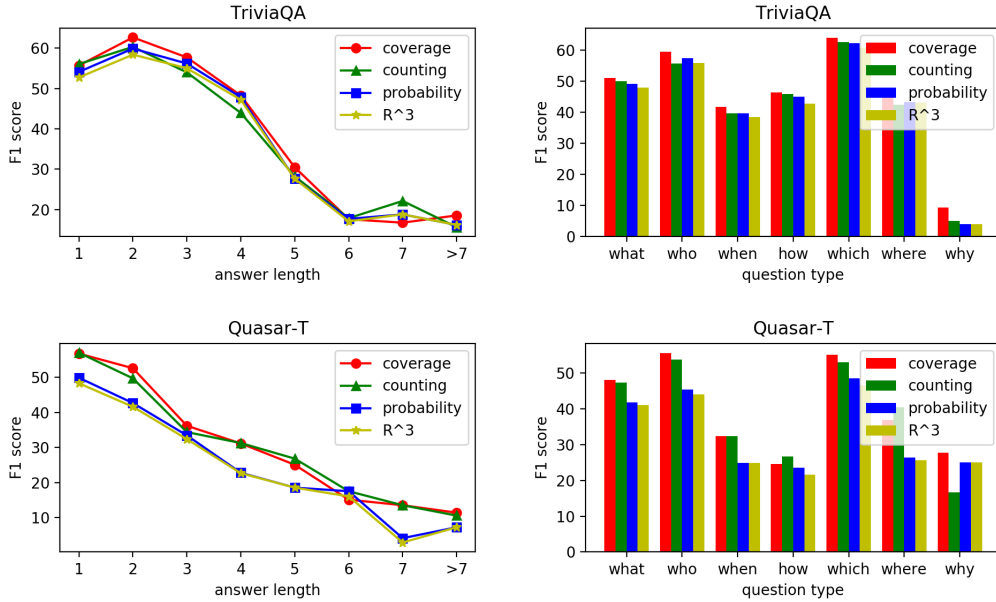 TriviaQA
60
50
40
30
20
F1 score
coverage
counting
probability
R^3
1 2 3 4 5 6 7 >7
answer length
TriviaQA
60
50
40
30
20
10
0
F1 score
coverage
counting
probability
R^3
what who when how which where why
question type
Quasar-T
50
40
30
20
10
F1 score
coverage
counting
probability
R^3
1 2 3 4 5 6 7 >7
answer length
Quasar-T
50
40
30
20
10
0
F1 score
coverage
counting
probability
R^3
what who when how which where why
question type